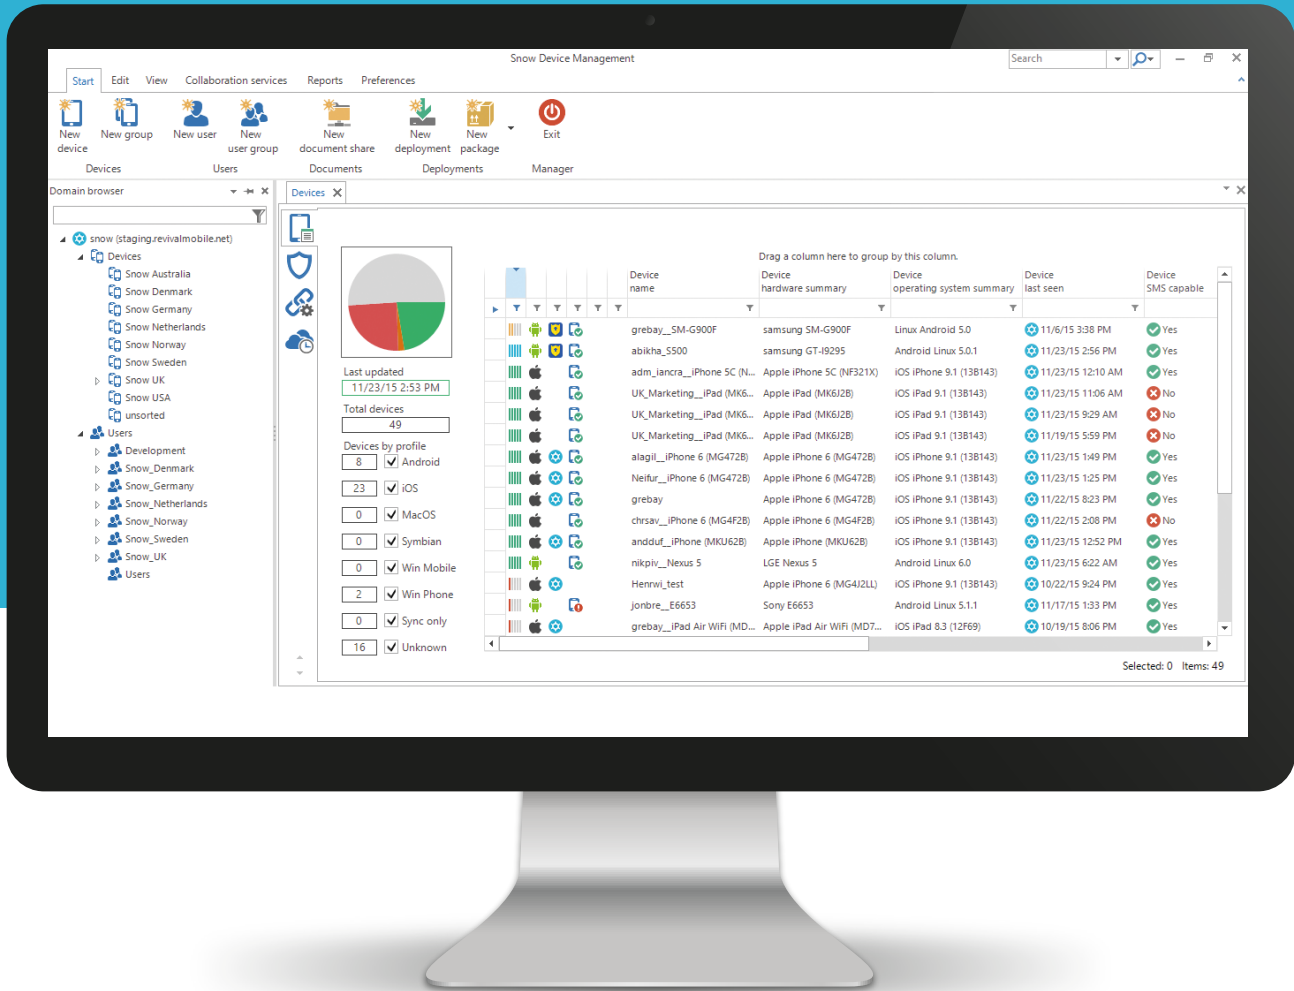 Snow Device Management
Search
Start Edit View Collaboration services Reports Preferences
New device
New group
New user
New user group
New document share
New deployment
New package
Exit
Devices Users Documents Deployments Manager
Domain browser
snow (staging.revivalmobile.net)
Devices
Snow Australia
Snow Denmark
Snow Germany
Snow Netherlands
Snow Norway
Snow Sweden
Snow UK
Snow USA
unsorted
Users
Development
Snow_Denmark
Snow_Germany
Snow_Netherlands
Snow_Norway
Snow_Sweden
Snow_UK
Users
Devices
Last updated
11/23/15 2:53 PM
Total devices
49
Devices by profile
8 Android
23 iOS
0 MacOS
0 Symbian
0 Win Mobile
2 Win Phone
0 Sync only
16 Unknown
Drag a column here to group by this column.
Device name Device hardware summary Device operating system summary Device last seen Device SMS capable
grebay__SM-G900F samsung SM-G900F Linux Android 5.0 11/6/15 3:38 PM Yes
abikha_S500 samsung GT-I9295 Android Linux 5.0.1 11/23/15 2:56 PM Yes
adm_iancra__iPhone 5C (N... Apple iPhone 5C (NF321X) iOS iPhone 9.1 (13B143) 11/23/15 12:10 AM Yes
UK_Marketing__iPad (MK6... Apple iPad (MK6J2B) iOS iPad 9.1 (13B143) 11/23/15 11:06 AM No
UK_Marketing__iPad (MK6... Apple iPad (MK6J2B) iOS iPad 9.1 (13B143) 11/23/15 9:29 AM No
UK_Marketing__iPad (MK6... Apple iPad (MK6J2B) iOS iPad 9.1 (13B143) 11/19/15 5:59 PM No
alagil__iPhone 6 (MG472B) Apple iPhone 6 (MG472B) iOS iPhone 9.1 (13B143) 11/23/15 1:49 PM Yes
Neifur__iPhone 6 (MG472B) Apple iPhone 6 (MG472B) iOS iPhone 9.1 (13B143) 11/23/15 1:25 PM Yes
grebay Apple iPhone 6 (MG472B) iOS iPhone 9.1 (13B143) 11/22/15 8:23 PM Yes
chrsav__iPhone 6 (MG4F2B) Apple iPhone 6 (MG4F2B) iOS iPhone 9.1 (13B143) 11/22/15 2:08 PM No
andduf__iPhone (MKU62B) Apple iPhone (MKU62B) iOS iPhone 9.1 (13B143) 11/23/15 12:52 PM Yes
nikpiv__Nexus 5 LGE Nexus 5 Android Linux 6.0 11/23/15 6:22 AM Yes
Henrwi_test Apple iPhone 6 (MG4J2LL) iOS iPhone 9.1 (13B143) 10/22/15 9:24 PM Yes
jonbre__E6653 Sony E6653 Android Linux 5.1.1 11/17/15 1:33 PM Yes
grebay__iPad Air WiFi (MD... Apple iPad Air WiFi (MD7... iOS iPad 8.3 (12F69) 10/19/15 8:06 PM Yes
Selected: 0 Items: 49